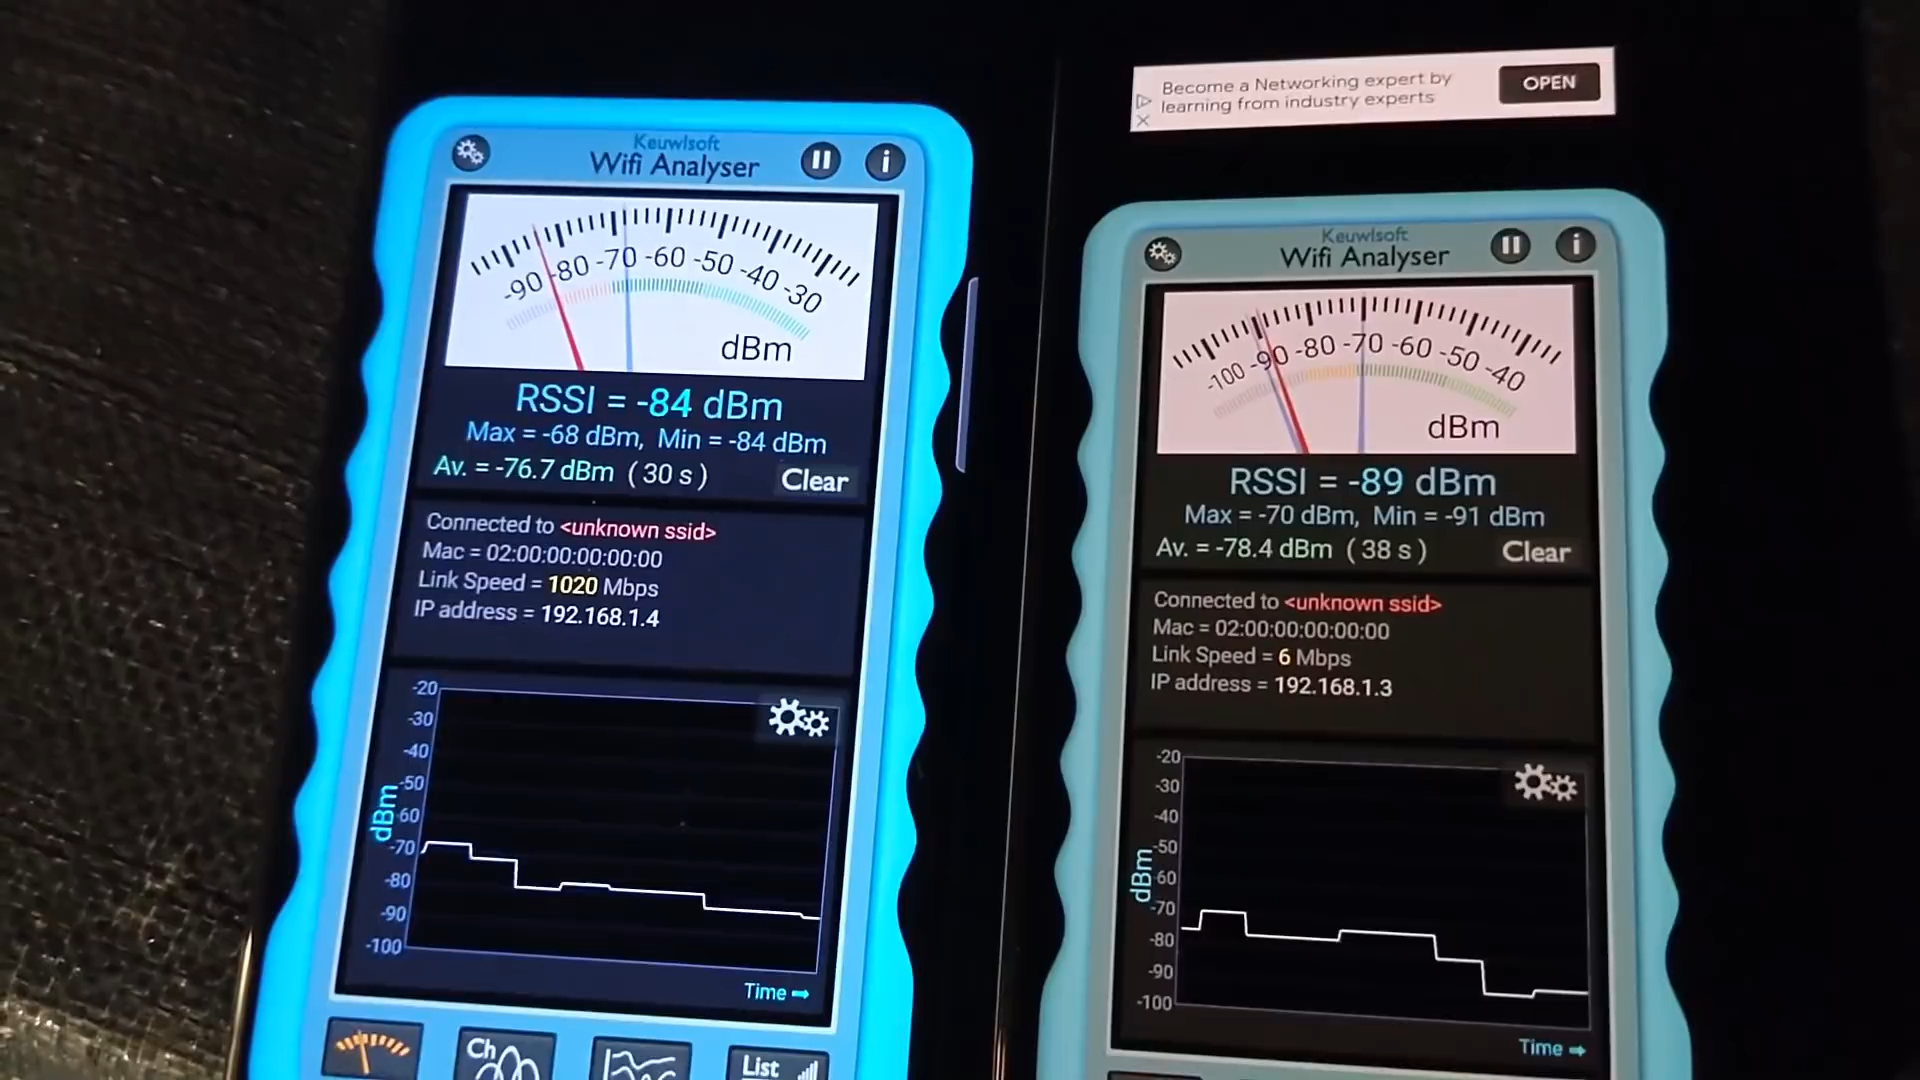 Keuwlsoft
Wifi Analyser
i
-90 -80 -70 -60 -50 -40 -30
dBm
RSSI = -84 dBm
Max = -68 dBm, Min = -84 dBm
Av. = -76.7 dBm ( 30 s )
Clear
Connected to <unknown ssid>
Mac = 02:00:00:00:00:00
Link Speed = 1020 Mbps
IP address = 192.168.1.4
-20
-30
-40
-50
-60
-70
-80
-90
-100
dBm
Time
Ch
List
Become a Networking expert by
learning from industry experts
OPEN
Keuwlsoft
Wifi Analyser
i
-100 -90 -80 -70 -60 -50 -40
dBm
RSSI = -89 dBm
Max = -70 dBm, Min = -91 dBm
Av. = -78.4 dBm ( 38 s )
Clear
Connected to <unknown ssid>
Mac = 02:00:00:00:00:00
Link Speed = 6 Mbps
IP address = 192.168.1.3
-20
-30
-40
-50
-60
-70
-80
-90
-100
dBm
Time